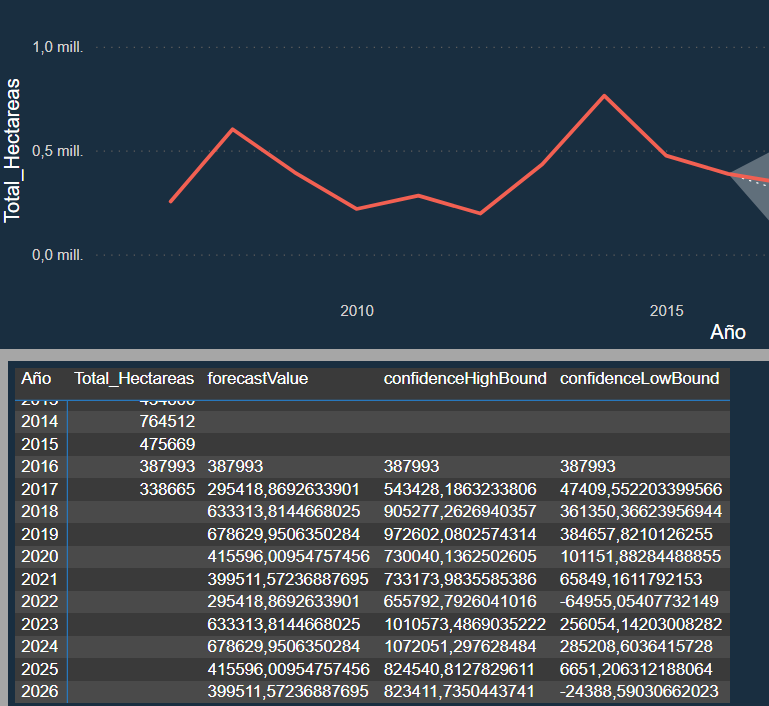 1,0 mill.
Total_Hectareas
0,5 mill.
0,0 mill.
2010 2015
Año
Año Total_Hectareas forecastValue confidenceHighBound confidenceLowBound
2014 764512
2015 475669
2016 387993 387993 387993 387993
2017 338665 295418,8692633901 543428,1863233806 47409,552203399566
2018 633313,8144668025 905277,2626940357 361350,36623956944
2019 678629,9506350284 972602,0802574314 384657,8210126255
2020 415596,00954757456 730040,1362502605 101151,88284488855
2021 399511,57236887695 733173,9835585386 65849,1611792153
2022 295418,8692633901 655792,7926041016 -64955,05407732149
2023 633313,8144668025 1010573,4869035222 256054,14203008282
2024 678629,9506350284 1072051,297628484 285208,6036415728
2025 415596,00954757456 824540,8127829611 6651,206312188064
2026 399511,57236887695 823411,7350443741 -24388,59030662023